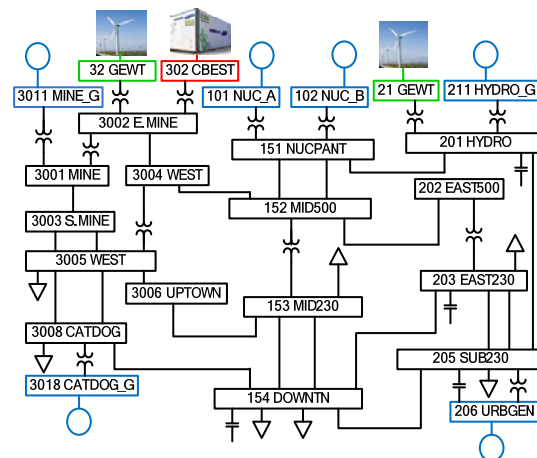 32 GEWT
302 CBEST
3011 MINE_G
101 NUC_A
102 NUC_B
21 GEWT
211 HYDRO_G
3002 E.MINE
151 NUCPANT
201 HYDRO
3001 MINE
3004 WEST
202 EAST500
152 MID500
3003 S.MINE
3005 WEST
203 EAST230
3006 UPTOWN
153 MID230
3008 CATDOG
205 SUB230
3018 CATDOG_G
154 DOWNTN
206 URBGEN